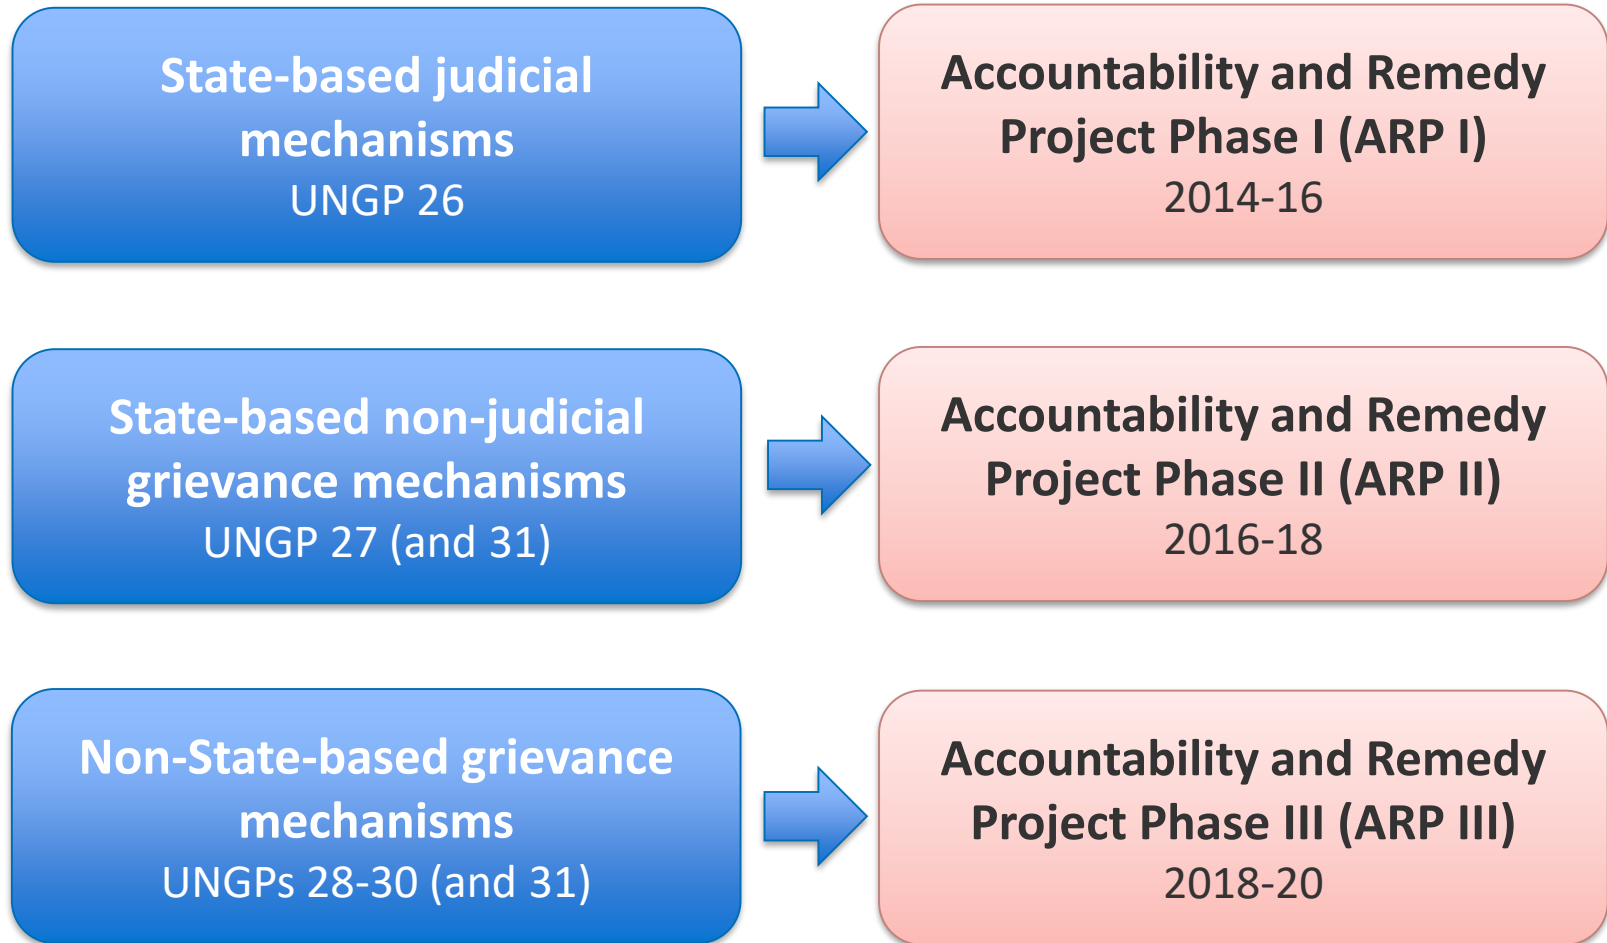 State-based judicial
mechanisms
UNGP 26
Accountability and Remedy
Project Phase I (ARP I)
2014-16
State-based non-judicial
grievance mechanisms
UNGP 27 (and 31)
Accountability and Remedy
Project Phase II (ARP II)
2016-18
Non-State-based grievance
mechanisms
UNGPs 28-30 (and 31)
Accountability and Remedy
Project Phase III (ARP III)
2018-20